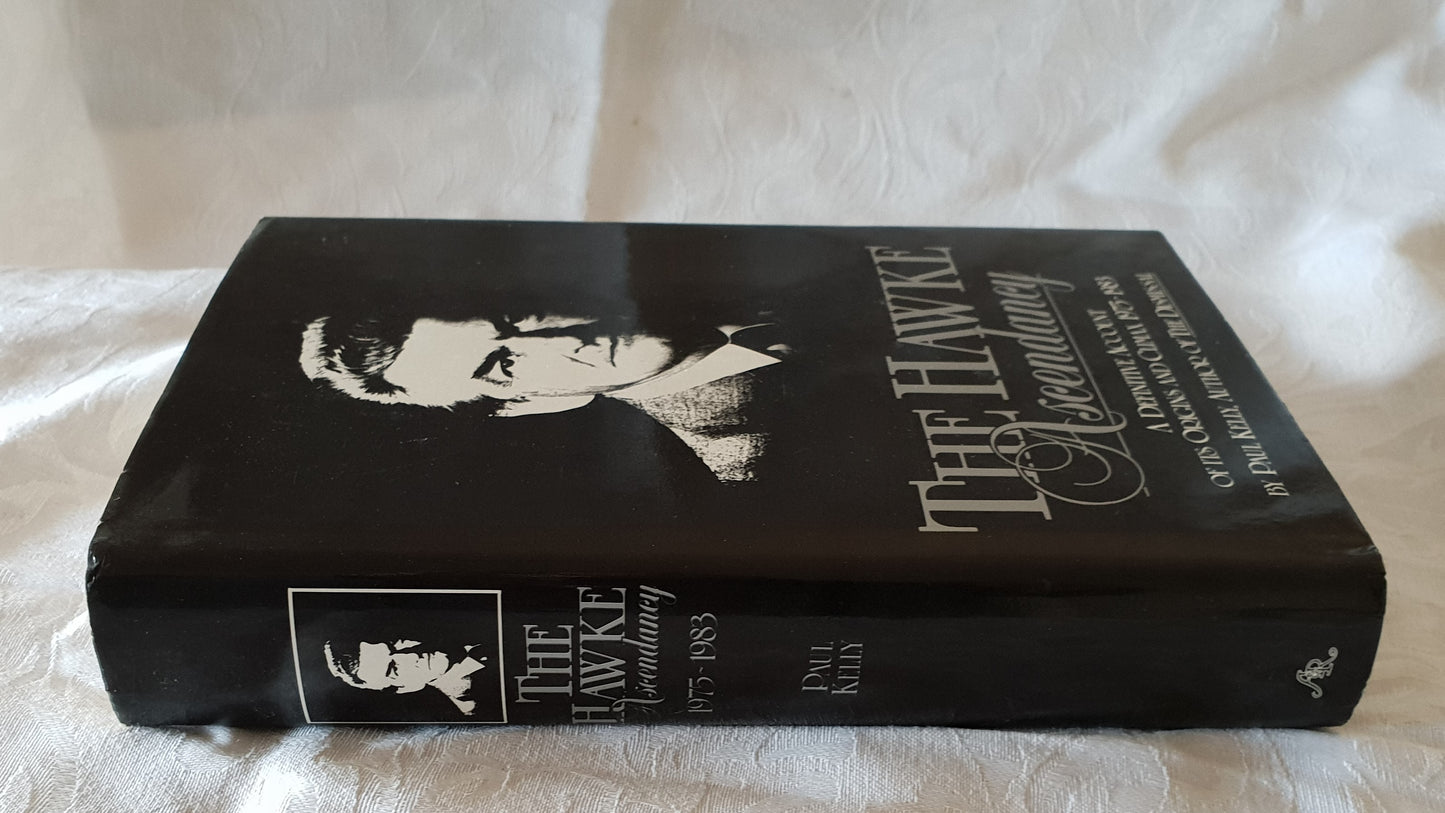 THE HAWKE
Ascendancy
A DEFINITIVE ACCOUNT
OF ITS ORIGINS AND CLIMAX 1975-1983
BY PAUL KELLY, AUTHOR OF THE DISMISSAL
THE
HAWKE
Ascendancy
1975-1983
PAUL
KELLY
A&R